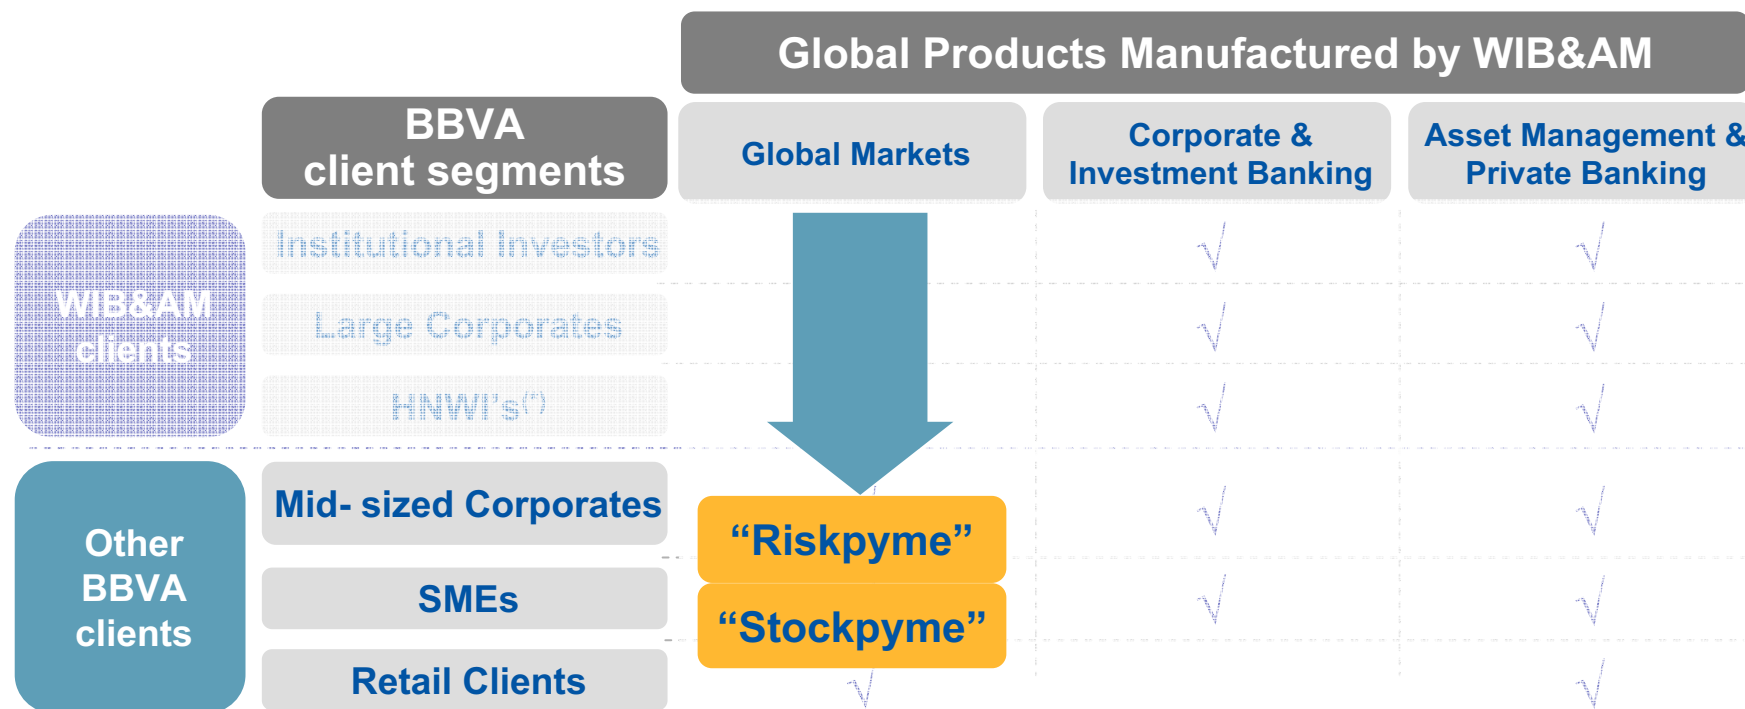 Global Products Manufactured by WIB&AM
BBVA
client segments
Global Markets
Corporate &
Investment Banking
Asset Management &
Private Banking
WIB&AM
clients
Institutional Investors
√ √
Large Corporates
√ √
HNWI's(*)
√ √
Other
BBVA
clients
Mid- sized Corporates
“Riskpyme”
√ √
SMEs
“Stockpyme”
√ √
Retail Clients
√ √